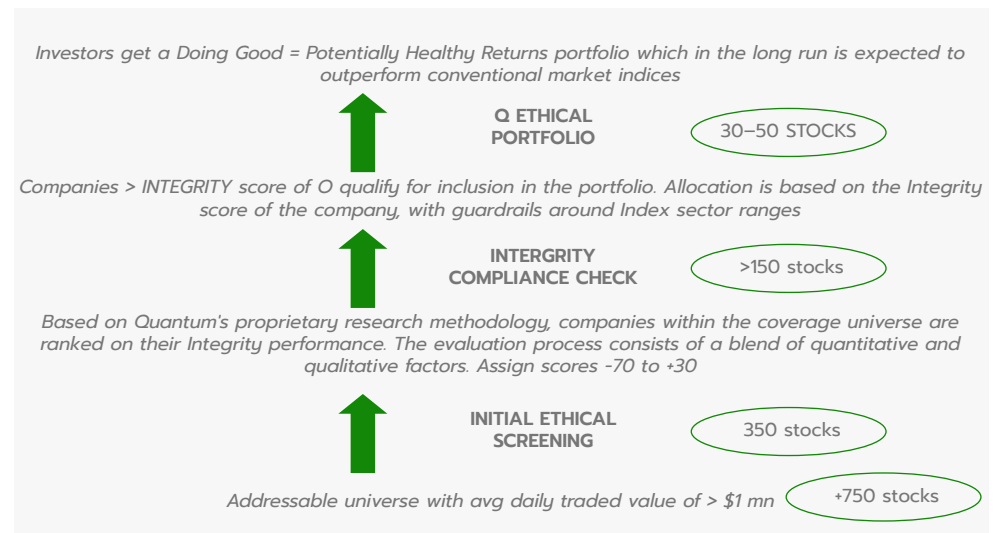 Investors get a Doing Good = Potentially Healthy Returns portfolio which in the long run is expected to
outperform conventional market indices
Q ETHICAL
PORTFOLIO
30–50 STOCKS
Companies > INTEGRITY score of O qualify for inclusion in the portfolio. Allocation is based on the Integrity
score of the company, with guardrails around Index sector ranges
INTERGRITY
COMPLIANCE CHECK
>150 stocks
Based on Quantum's proprietary research methodology, companies within the coverage universe are
ranked on their Integrity performance. The evaluation process consists of a blend of quantitative and
qualitative factors. Assign scores -70 to +30
INITIAL ETHICAL
SCREENING
350 stocks
Addressable universe with avg daily traded value of > $1 mn
+750 stocks